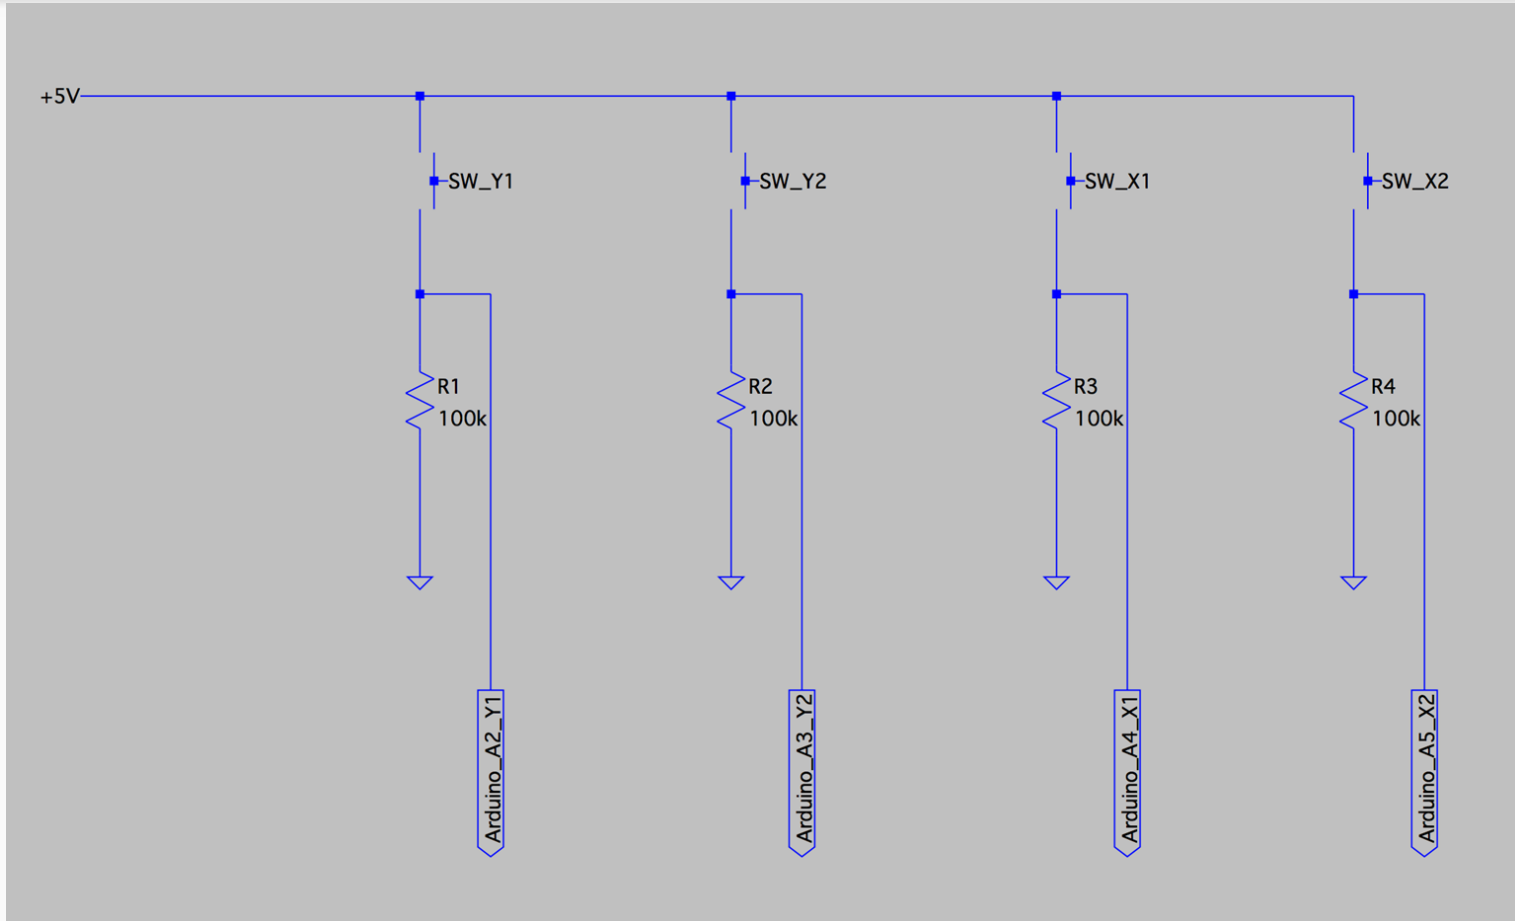 +5V
SW_Y1
SW_Y2
SW_X1
SW_X2
R1
100k
R2
100k
R3
100k
R4
100k
Arduino_A2_Y1
Arduino_A3_Y2
Arduino_A4_X1
Arduino_A5_X2